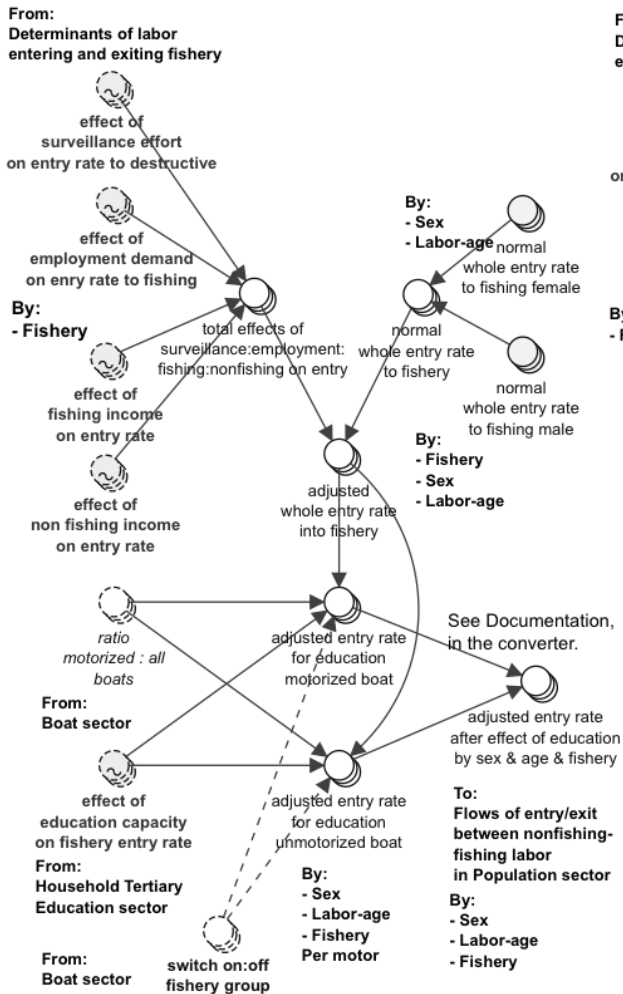 From:
Determinants of labor
entering and exiting fishery
effect of
surveillance effort
on entry rate to destructive
effect of
employment demand
on enry rate to fishing
By:
- Fishery
effect of
fishing income
on entry rate
effect of
non fishing income
on entry rate
total effects of
surveillance:employment:
fishing:nonfishing on entry
By:
- Sex
- Labor-age
normal
whole entry rate
to fishing female
normal
whole entry rate
to fishery
normal
whole entry rate
to fishing male
By:
- Fishery
- Sex
- Labor-age
adjusted
whole entry rate
into fishery
ratio
motorized : all
boats
From:
Boat sector
adjusted entry rate
for education
motorized boat
See Documentation,
in the converter.
adjusted entry rate
after effect of education
by sex & age & fishery
effect of
education capacity
on fishery entry rate
From:
Household Tertiary
Education sector
adjusted entry rate
for education
unmotorized boat
By:
- Sex
- Labor-age
- Fishery
Per motor
To:
Flows of entry/exit
between nonfishing-
fishing labor
in Population sector
By:
- Sex
- Labor-age
- Fishery
From:
Boat sector
switch on:off
fishery group